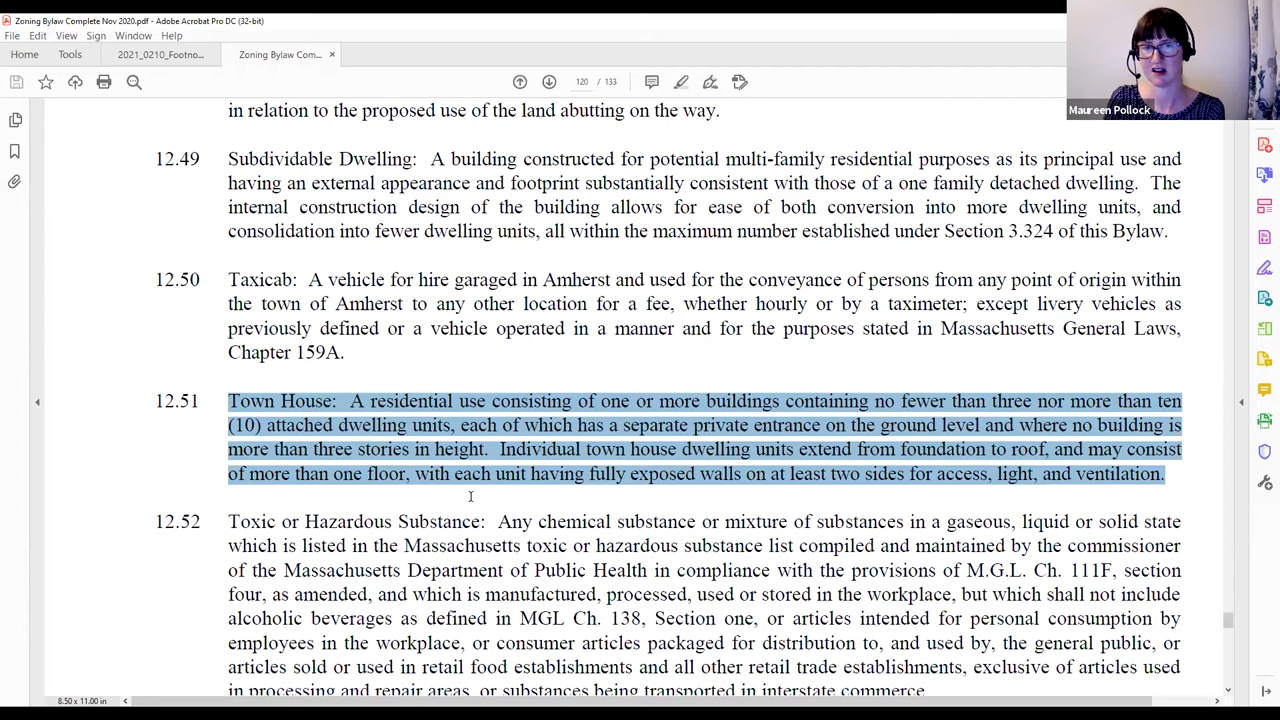 Zoning Bylaw Complete Nov 2020.pdf - Adobe Acrobat Pro DC (32-bit)
File Edit View Sign Window Help
Home Tools 2021_0210_Footno... Zoning Bylaw Com... ×
120 / 133
Maureen Pollock
in relation to the proposed use of the land abutting on the way.
12.49 Subdividable Dwelling: A building constructed for potential multi-family residential purposes as its principal use and
having an external appearance and footprint substantially consistent with those of a one family detached dwelling. The
internal construction design of the building allows for ease of both conversion into more dwelling units, and
consolidation into fewer dwelling units, all within the maximum number established under Section 3.324 of this Bylaw.
12.50 Taxicab: A vehicle for hire garaged in Amherst and used for the conveyance of persons from any point of origin within
the town of Amherst to any other location for a fee, whether hourly or by a taximeter; except livery vehicles as
previously defined or a vehicle operated in a manner and for the purposes stated in Massachusetts General Laws,
Chapter 159A.
12.51 Town House: A residential use consisting of one or more buildings containing no fewer than three nor more than ten
(10) attached dwelling units, each of which has a separate private entrance on the ground level and where no building is
more than three stories in height. Individual town house dwelling units extend from foundation to roof, and may consist
of more than one floor, with each unit having fully exposed walls on at least two sides for access, light, and ventilation.
12.52 Toxic or Hazardous Substance: Any chemical substance or mixture of substances in a gaseous, liquid or solid state
which is listed in the Massachusetts toxic or hazardous substance list compiled and maintained by the commissioner
of the Massachusetts Department of Public Health in compliance with the provisions of M.G.L. Ch. 111F, section
four, as amended, and which is manufactured, processed, used or stored in the workplace, but which shall not include
alcoholic beverages as defined in MGL Ch. 138, Section one, or articles intended for personal consumption by
employees in the workplace, or consumer articles packaged for distribution to, and used by, the general public, or
articles sold or used in retail food establishments and all other retail trade establishments, exclusive of articles used
in processing and repair areas, or substances being transported in interstate commerce.
8.50 x 11.00 in